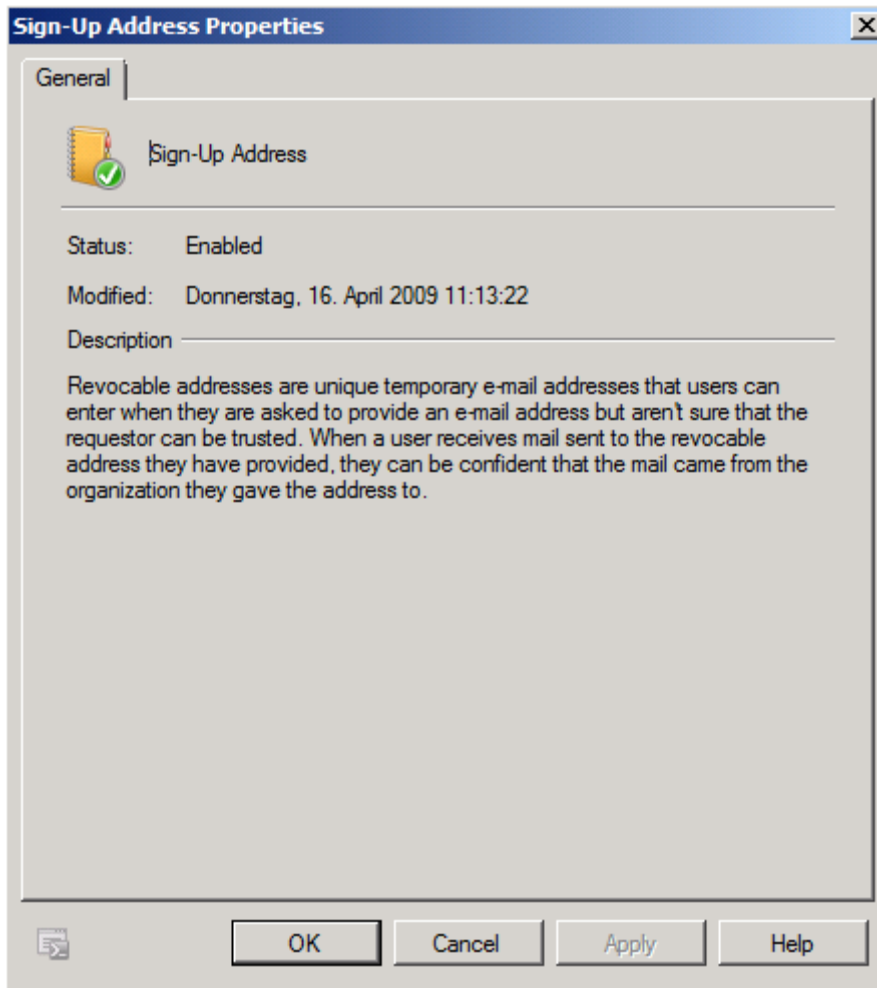 Sign-Up Address Properties
General
Sign-Up Address
Status: Enabled
Modified: Donnerstag, 16. April 2009 11:13:22
Description
Revocable addresses are unique temporary e-mail addresses that users can
enter when they are asked to provide an e-mail address but aren't sure that the
requestor can be trusted. When a user receives mail sent to the revocable
address they have provided, they can be confident that the mail came from the
organization they gave the address to.
OK Cancel Apply Help